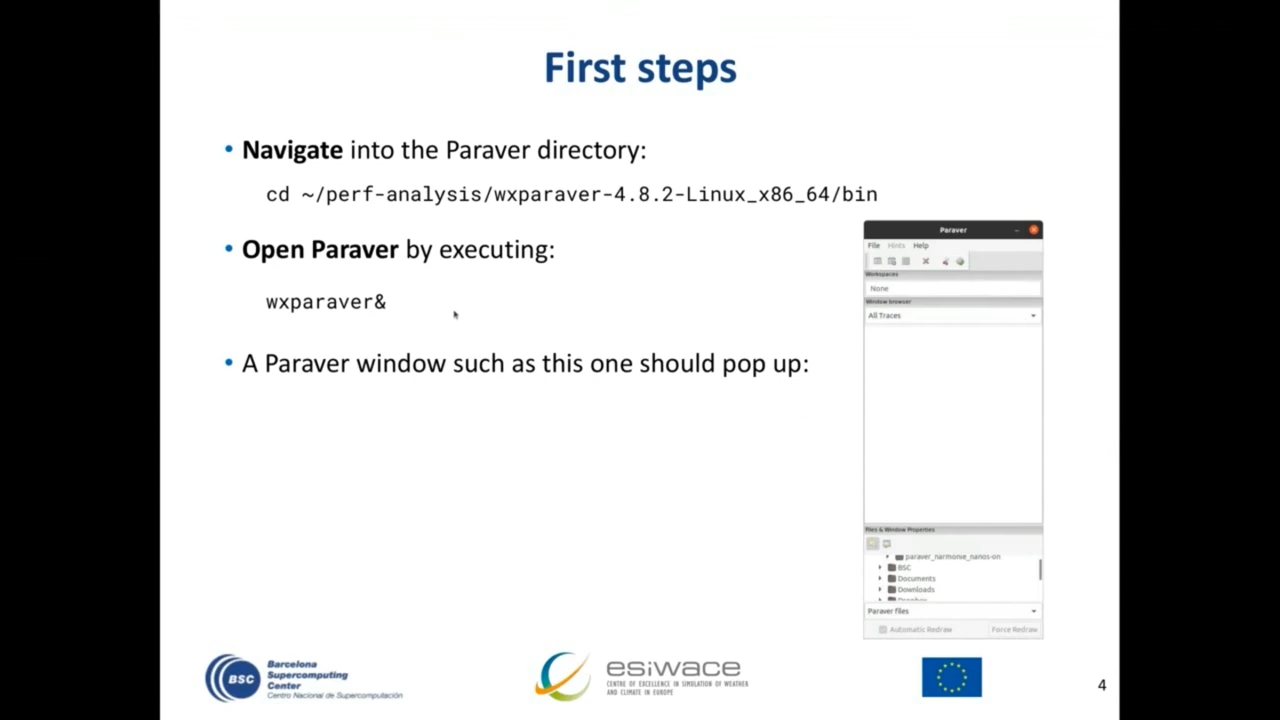 First steps
• Navigate into the Paraver directory:
cd ~/perf-analysis/wxparaver-4.8.2-Linux_x86_64/bin
• Open Paraver by executing:
wxparaver&
• A Paraver window such as this one should pop up:
Paraver
File Hints Help
Workspaces
None
Window browser
All Traces
Files & Window Properties
paraver_harmonie_hands-on
BSC
Documents
Downloads
Dropbox
Paraver files
Automatic Redraw Force Redraw
BSC
Barcelona
Supercomputing
Center
Centro Nacional de Supercomputación
esiwace
CENTRE OF EXCELLENCE IN SIMULATION OF WEATHER
AND CLIMATE IN EUROPE
4